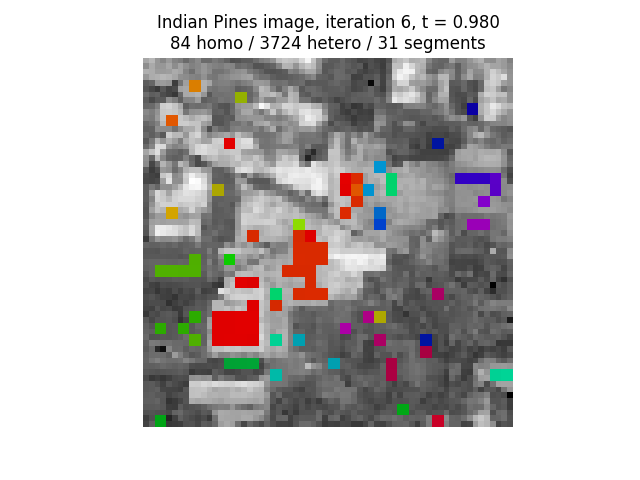 Indian Pines image, iteration 6, t = 0.980
84 homo / 3724 hetero / 31 segments